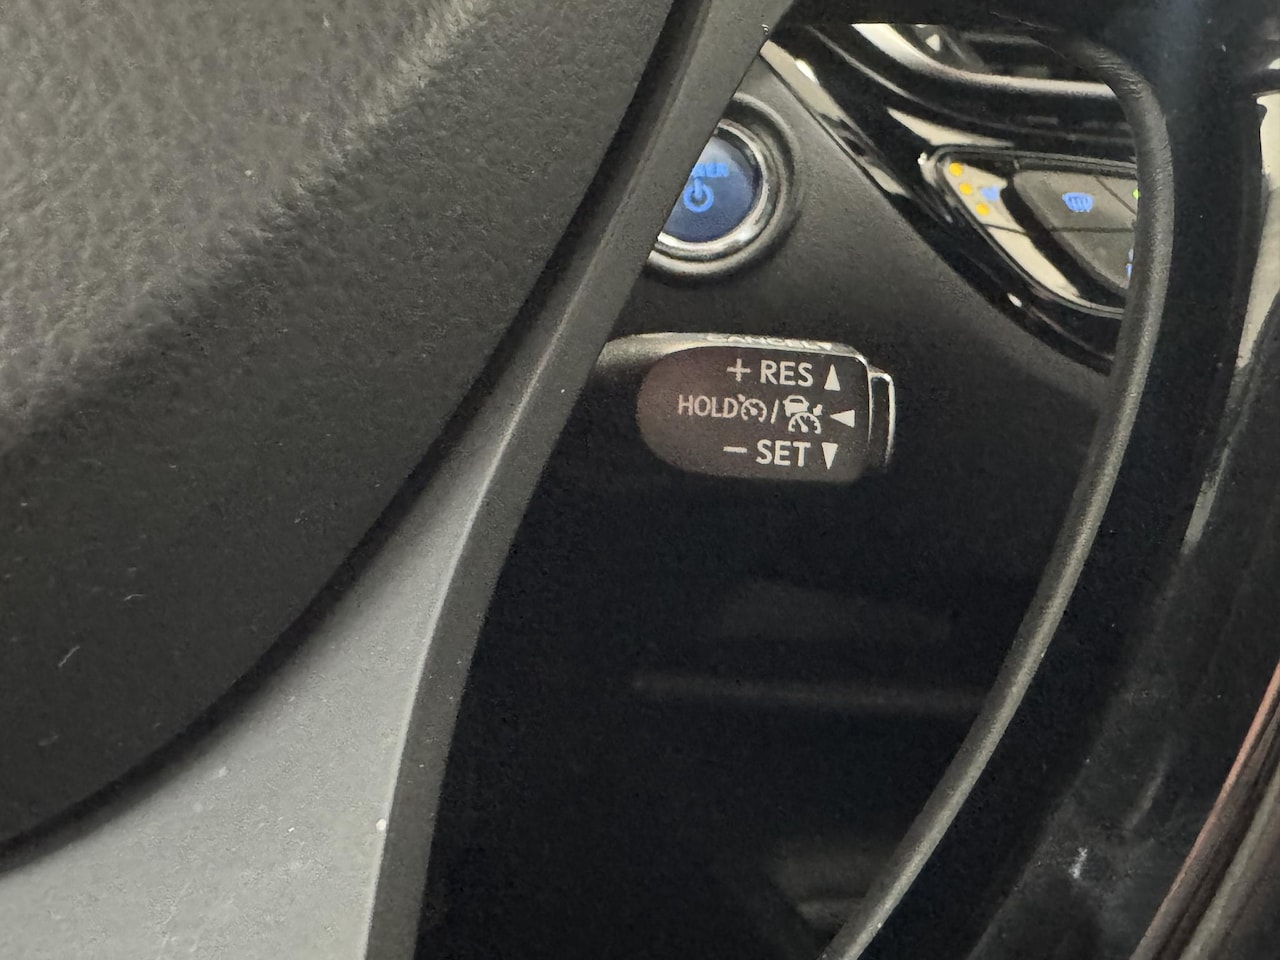 CANCEL
+ RES ▲
HOLD / ◀
− SET ▼